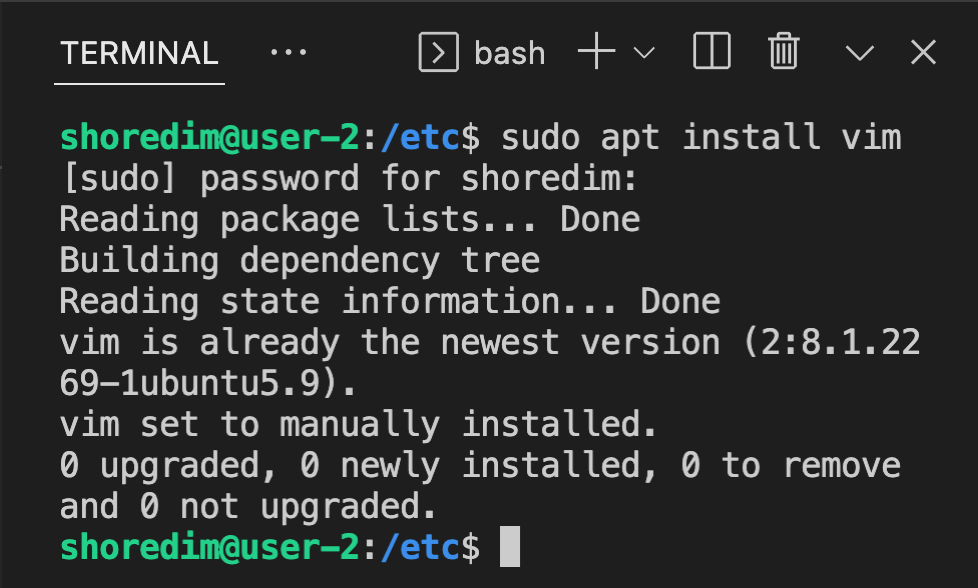 TERMINAL ... bash
shoredim@user-2:/etc$ sudo apt install vim
[sudo] password for shoredim:
Reading package lists... Done
Building dependency tree
Reading state information... Done
vim is already the newest version (2:8.1.22
69-1ubuntu5.9).
vim set to manually installed.
0 upgraded, 0 newly installed, 0 to remove
and 0 not upgraded.
shoredim@user-2:/etc$